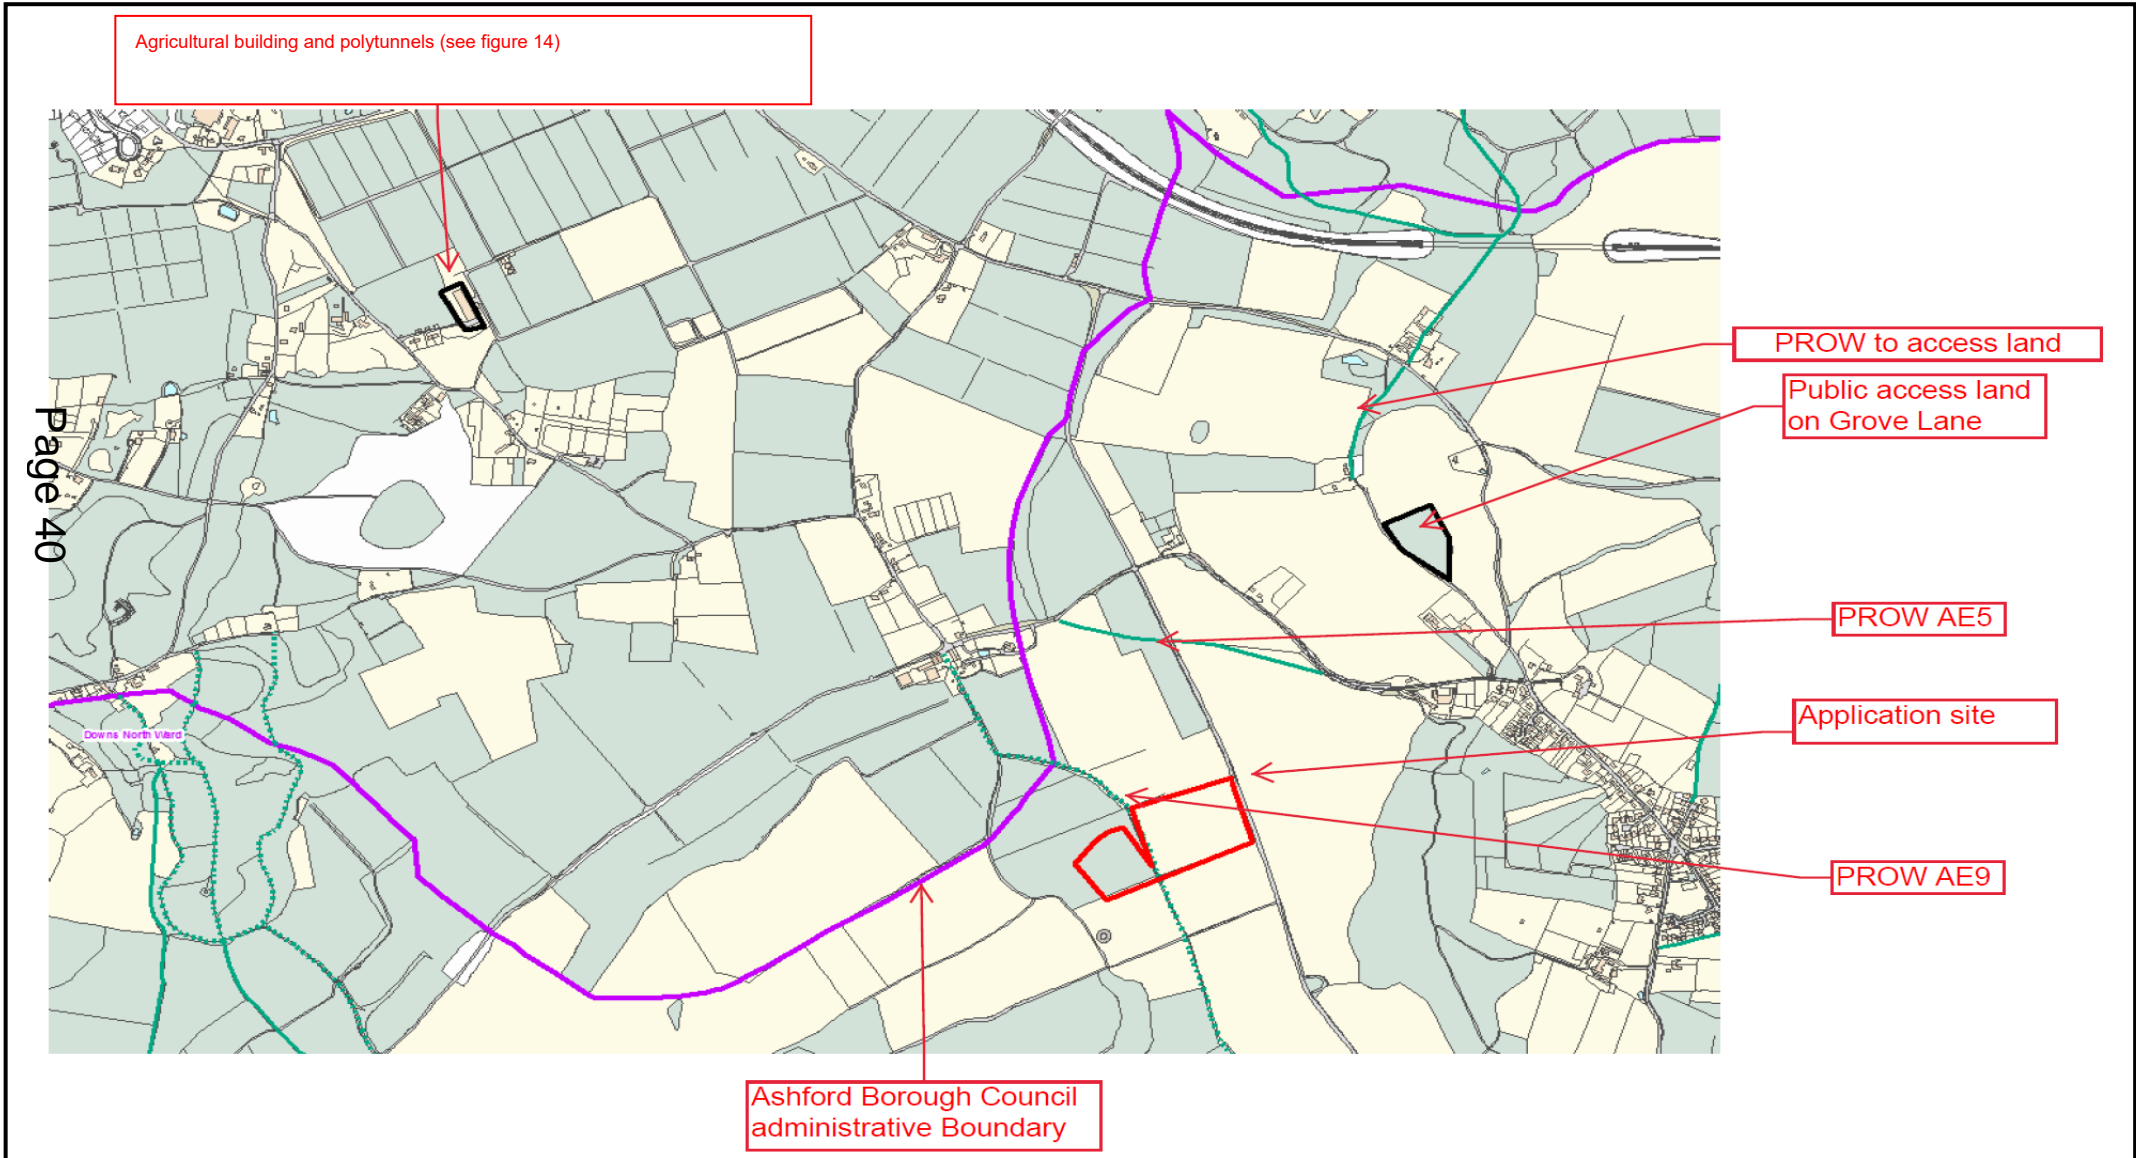 Agricultural building and polytunnels (see figure 14)
PROW to access land
Public access land
on Grove Lane
Page 40
PROW AE5
Application site
Downs North Ward
PROW AE9
Ashford Borough Council
administrative Boundary